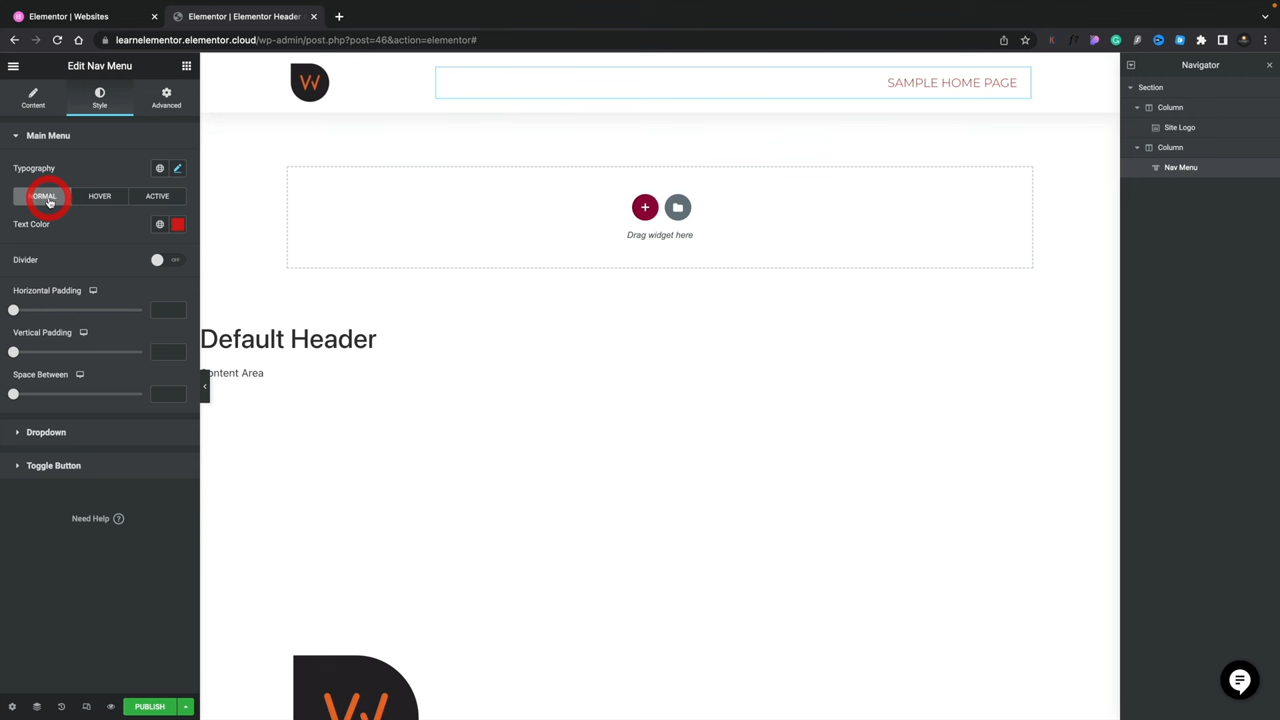 Elementor | Websites
Elementor | Elementor Header
learnelementor.elementor.cloud/wp-admin/post.php?post=46&action=elementor#
Edit Nav Menu
Content
Style
Advanced
Main Menu
Typography
NORMAL
HOVER
ACTIVE
Text Color
Divider
OFF
Horizontal Padding
Vertical Padding
Space Between
Dropdown
Toggle Button
Need Help
PUBLISH
W
SAMPLE HOME PAGE
Drag widget here
Default Header
Content Area
W
Navigator
Section
Column
Site Logo
Column
Nav Menu